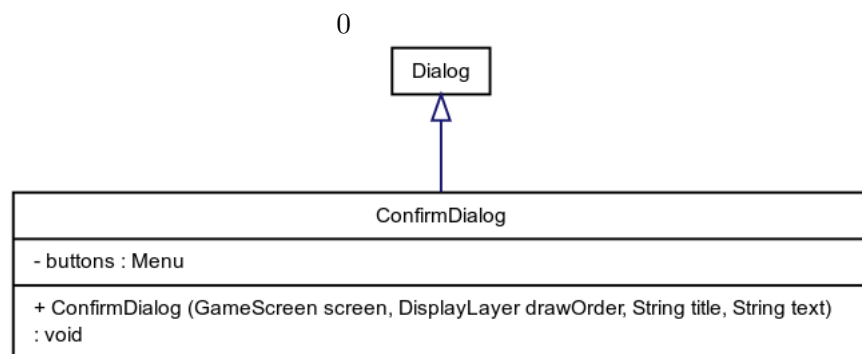 0
Dialog
ConfirmDialog
- buttons : Menu
+ ConfirmDialog (GameScreen screen, DisplayLayer drawOrder, String title, String text)
: void